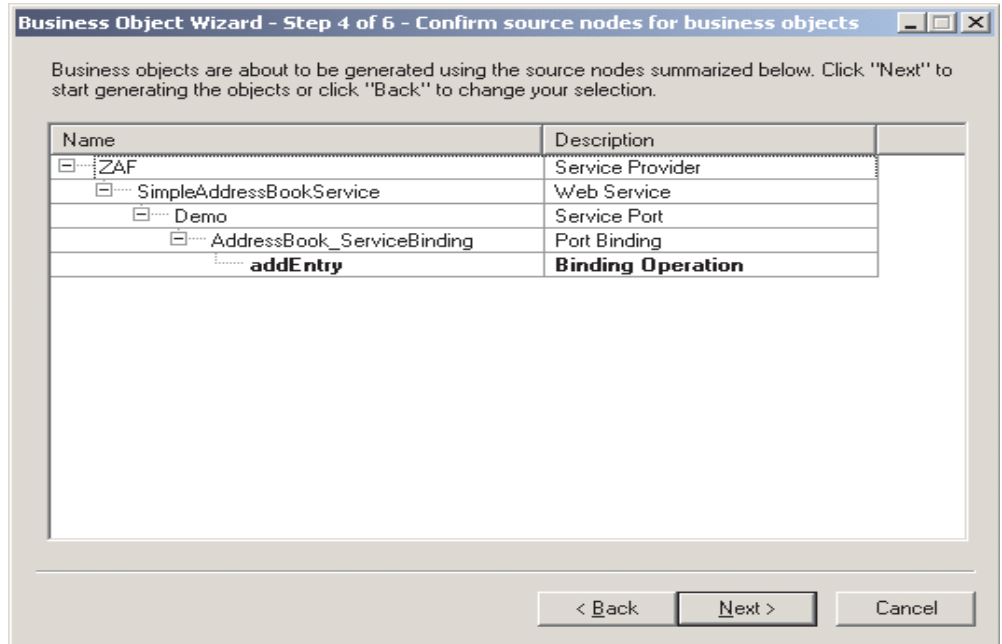 Business Object Wizard - Step 4 of 6 - Confirm source nodes for business objects
Business objects are about to be generated using the source nodes summarized below. Click "Next" to
start generating the objects or click "Back" to change your selection.
Name Description
ZAF Service Provider
SimpleAddressBookService Web Service
Demo Service Port
AddressBook_ServiceBinding Port Binding
addEntry Binding Operation
< Back Next > Cancel